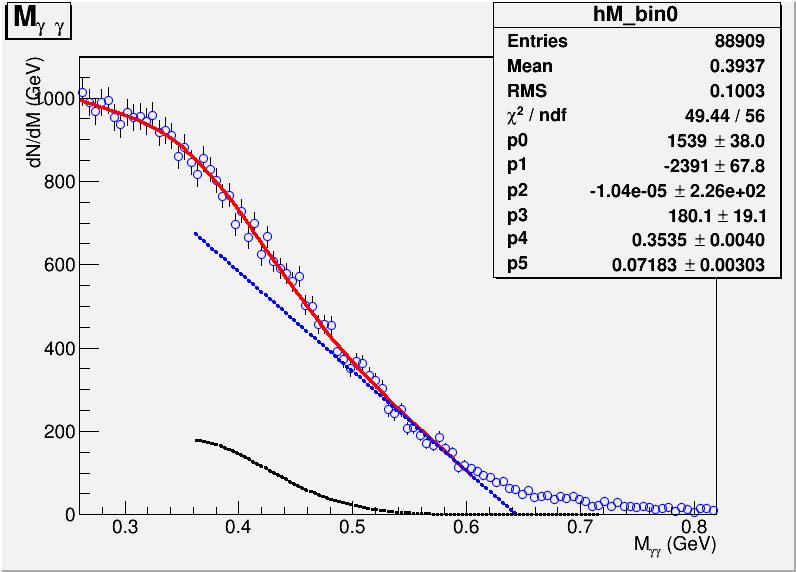 M γ γ
hM_bin0
Entries 88909
Mean 0.3937
RMS 0.1003
χ² / ndf 49.44 / 56
p0 1539 ± 38.0
p1 -2391 ± 67.8
p2 -1.04e-05 ± 2.26e+02
p3 180.1 ± 19.1
p4 0.3535 ± 0.0040
p5 0.07183 ± 0.00303
dN/dM (GeV)
1000
800
600
400
200
0
0.3 0.4 0.5 0.6 0.7 0.8
M γγ (GeV)